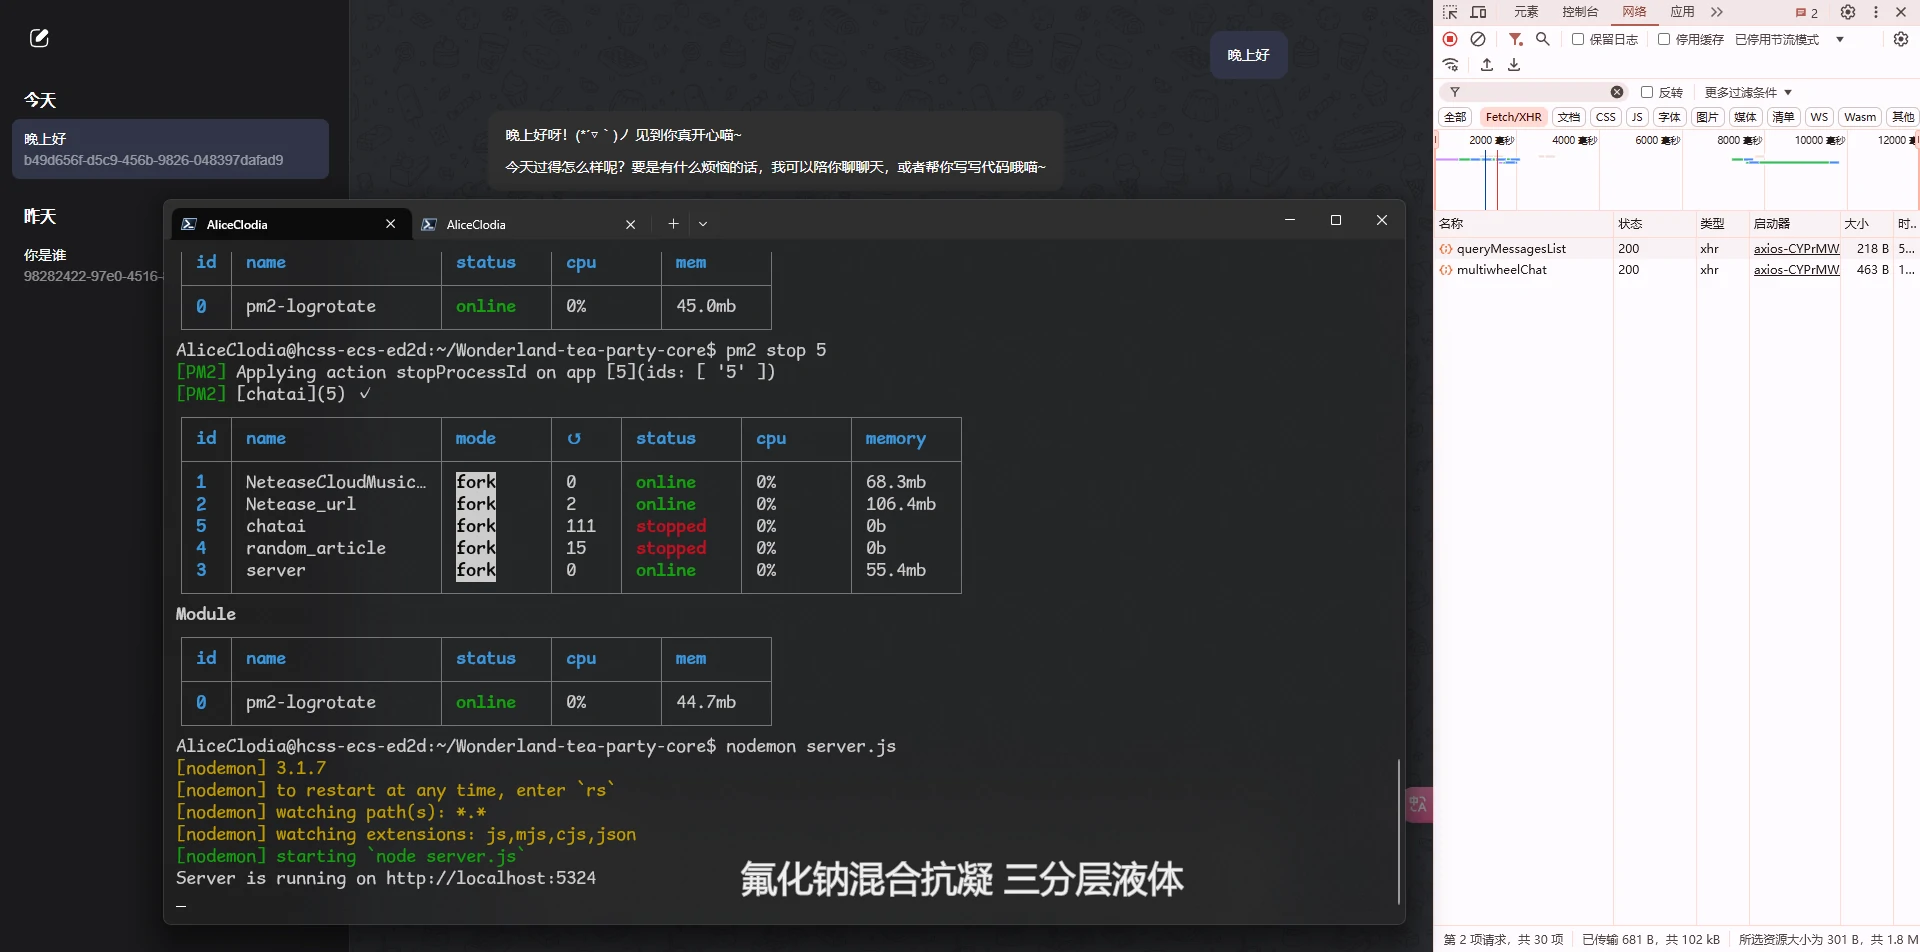 今天
晚上好
b49d656f-d5c9-456b-9826-048397dafad9
昨天
你是谁
98282422-97e0-4516-
晚上好
晚上好呀！(*´▽｀)ノ 见到你真开心喵~
今天过得怎么样呢？要是有什么烦恼的话，我可以陪你聊聊天，或者帮你写写代码哦喵~
AliceClodia
AliceClodia
id name status cpu mem
0 pm2-logrotate online 0% 45.0mb
AliceClodia@hcss-ecs-ed2d:~/Wonderland-tea-party-core$ pm2 stop 5
[PM2] Applying action stopProcessId on app [5](ids: [ '5' ])
[PM2] [chatai](5) ✓
id name mode ↺ status cpu memory
1 NeteaseCloudMusic… fork 0 online 0% 68.3mb
2 Netease_url fork 2 online 0% 106.4mb
5 chatai fork 111 stopped 0% 0b
4 random_article fork 15 stopped 0% 0b
3 server fork 0 online 0% 55.4mb
Module
id name status cpu mem
0 pm2-logrotate online 0% 44.7mb
AliceClodia@hcss-ecs-ed2d:~/Wonderland-tea-party-core$ nodemon server.js
[nodemon] 3.1.7
[nodemon] to restart at any time, enter `rs`
[nodemon] watching path(s): *.*
[nodemon] watching extensions: js,mjs,cjs,json
[nodemon] starting `node server.js`
Server is running on http://localhost:5324
氟化钠混合抗凝 三分层液体
元素 控制台 网络 应用 2
保留日志 停用缓存 已停用节流模式
反转 更多过滤条件
全部 Fetch/XHR 文档 CSS JS 字体 图片 媒体 清单 WS Wasm 其他
2000 毫秒 4000 毫秒 6000 毫秒 8000 毫秒 10000 毫秒 12000 毫秒
名称 状态 类型 启动器 大小 时..
queryMessagesList 200 xhr axios-CYPrMW 218 B 5...
multiwheelChat 200 xhr axios-CYPrMW 463 B 1...
第 2 项请求，共 30 项 已传输 681 B，共 102 kB 所选资源大小为 301 B，共 1.8 M